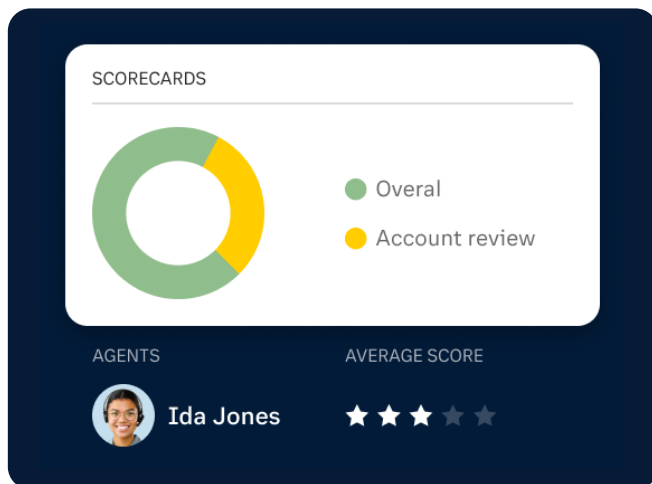 SCORECARDS
Overal
Account review
AGENTS
AVERAGE SCORE
Ida Jones